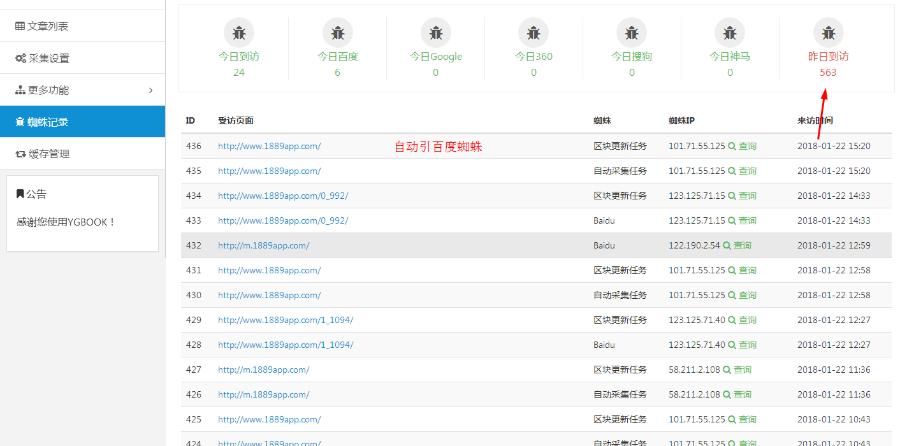 文章列表
采集设置
更多功能
蜘蛛记录
缓存管理
公告
感谢您使用YGBOOK！
今日到访 今日百度 今日Google 今日360 今日搜狗 今日神马 昨日到访
24 6 0 0 0 0 563
ID 受访页面 蜘蛛 蜘蛛IP 来访时间
自动引百度蜘蛛
436 http://www.1889app.com/ 区块更新任务 101.71.55.125 查询 2018-01-22 15:20
435 http://www.1889app.com/ 自动采集任务 101.71.55.125 查询 2018-01-22 15:20
434 http://www.1889app.com/0_992/ 区块更新任务 123.125.71.15 查询 2018-01-22 14:33
433 http://www.1889app.com/0_992/ Baidu 123.125.71.15 查询 2018-01-22 14:33
432 http://m.1889app.com/ Baidu 122.190.2.54 查询 2018-01-22 12:59
431 http://www.1889app.com/ 区块更新任务 101.71.55.125 查询 2018-01-22 12:58
430 http://www.1889app.com/ 自动采集任务 101.71.55.125 查询 2018-01-22 12:58
429 http://www.1889app.com/1_1094/ 区块更新任务 123.125.71.40 查询 2018-01-22 12:27
428 http://www.1889app.com/1_1094/ Baidu 123.125.71.40 查询 2018-01-22 12:27
427 http://m.1889app.com/ 区块更新任务 58.211.2.108 查询 2018-01-22 11:36
426 http://m.1889app.com/ 自动采集任务 58.211.2.108 查询 2018-01-22 11:36
425 http://www.1889app.com/ 区块更新任务 101.71.55.125 查询 2018-01-22 10:43
424 http://www.1889app.com/ 自动采集任务 101.71.55.125 查询 2018-01-22 10:43